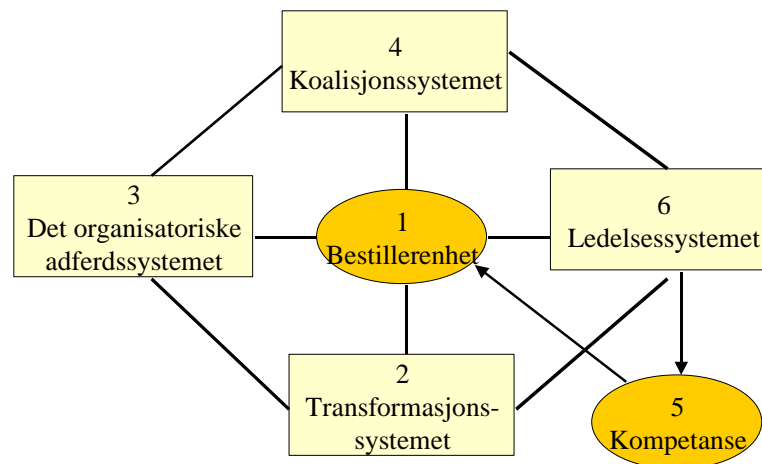 4
Koalisjonssystemet
3
Det organisatoriske
adferdssystemet
1
Bestillerenhet
6
Ledelsessystemet
2
Transformasjons-
systemet
5
Kompetanse